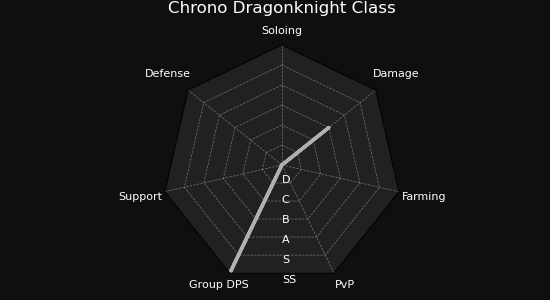 Chrono Dragonknight Class
Soloing
Defense
Damage
Support
Farming
D
C
B
A
S
SS
Group DPS
PvP